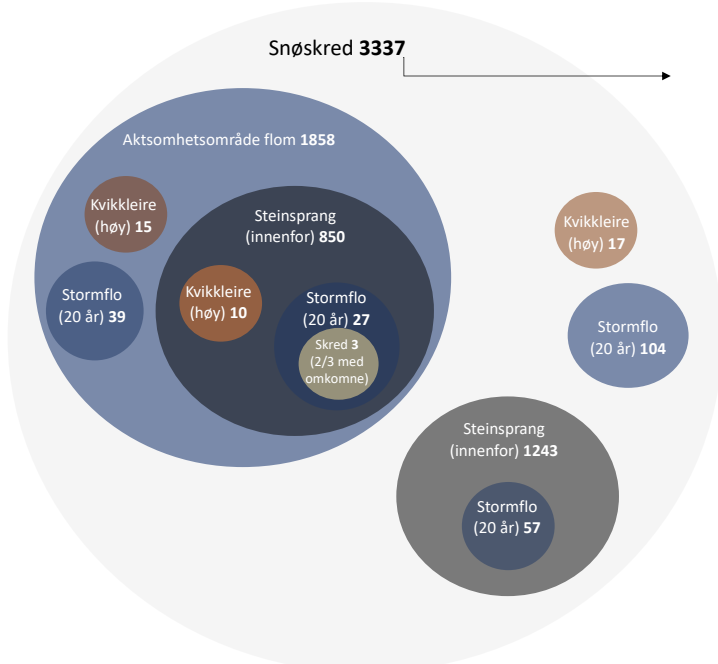 Snøskred 3337
Aktsomhetsområde flom 1858
Kvikkleire
(høy) 15
Steinsprang
(innenfor) 850
Stormflo
(20 år) 39
Kvikkleire
(høy) 10
Stormflo
(20 år) 27
Skred 3
(2/3 med
omkomne)
Kvikkleire
(høy) 17
Stormflo
(20 år) 104
Steinsprang
(innenfor) 1243
Stormflo
(20 år) 57